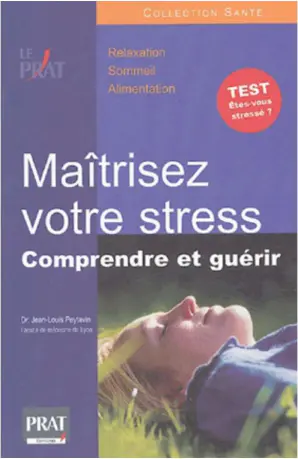 COLLECTION SANTÉ
LE
PRAT
Relaxation
Sommeil
Alimentation
TEST
Êtes-vous
stressé ?
Maîtrisez
votre stress
Comprendre et guérir
Dr. Jean-Louis Peytavin
PRAT